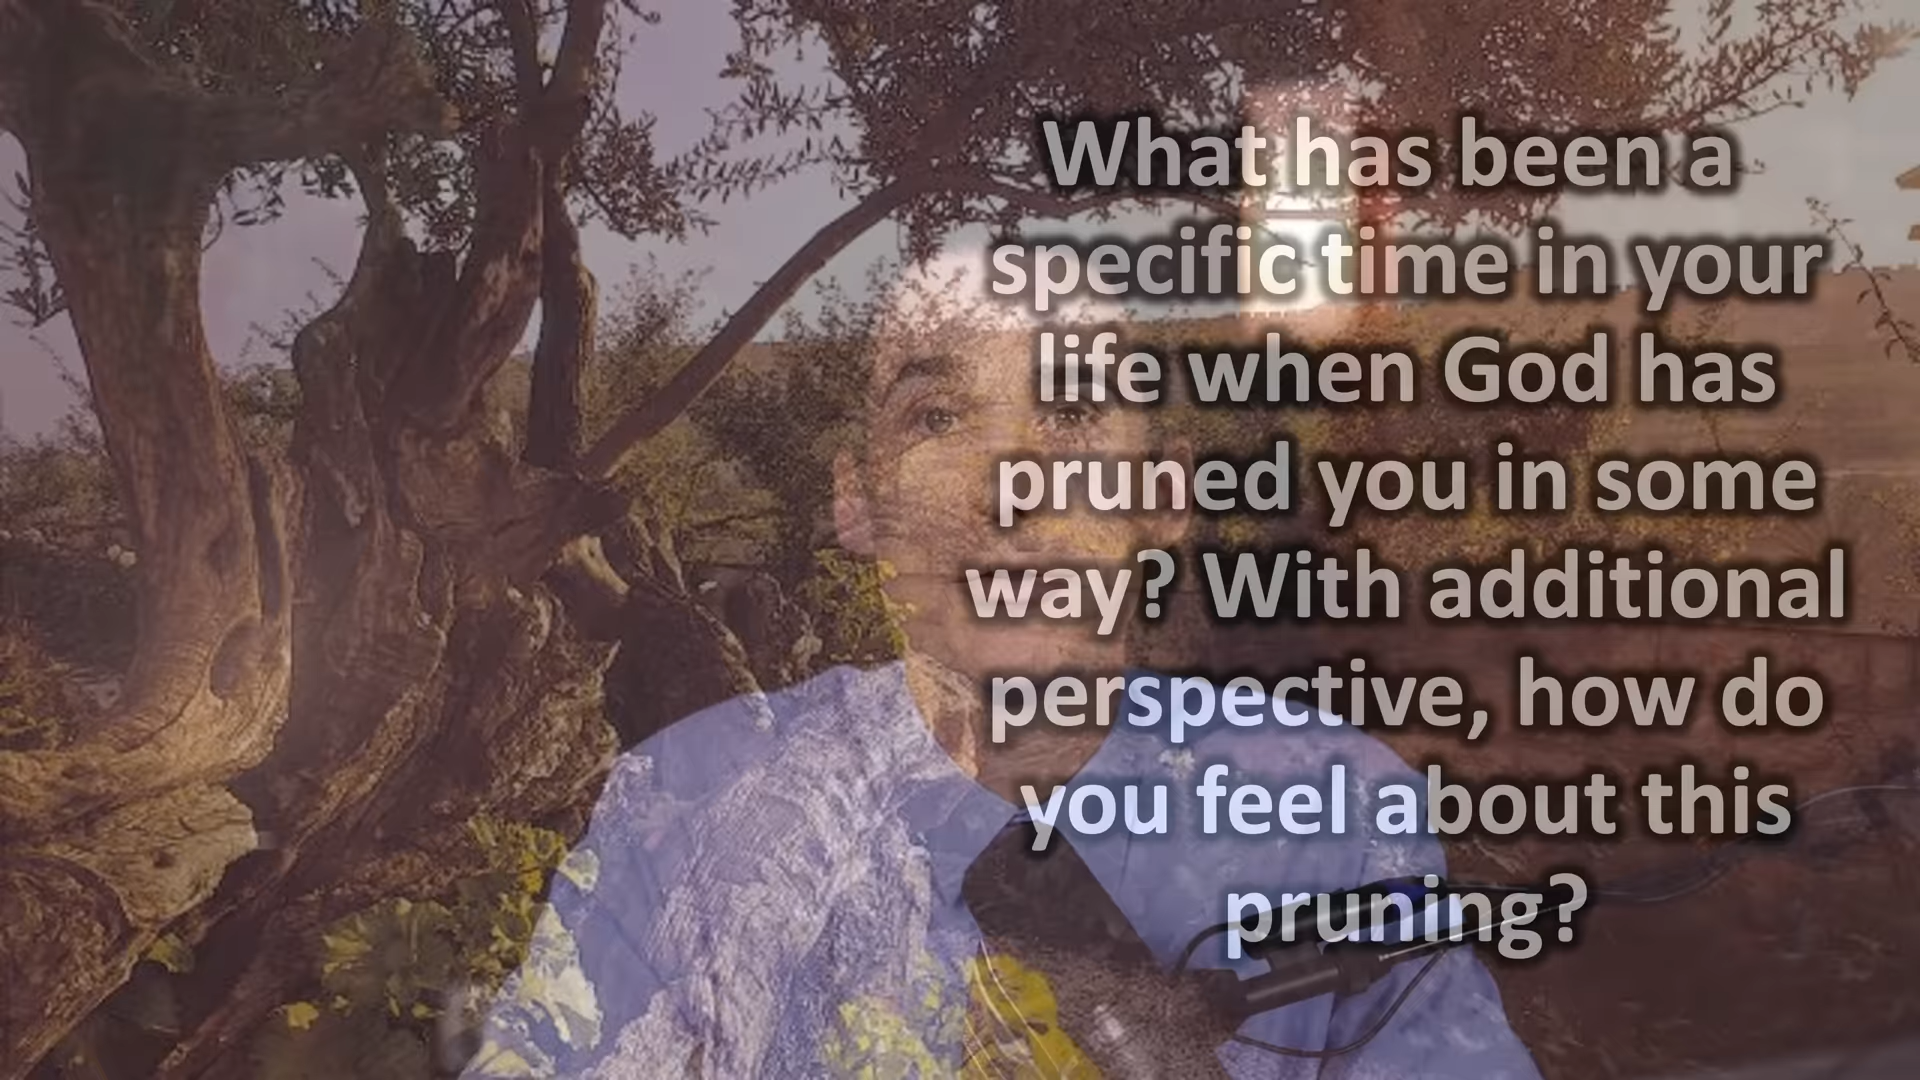 What has been a
specific time in your
life when God has
pruned you in some
way? With additional
perspective, how do
you feel about this
pruning?